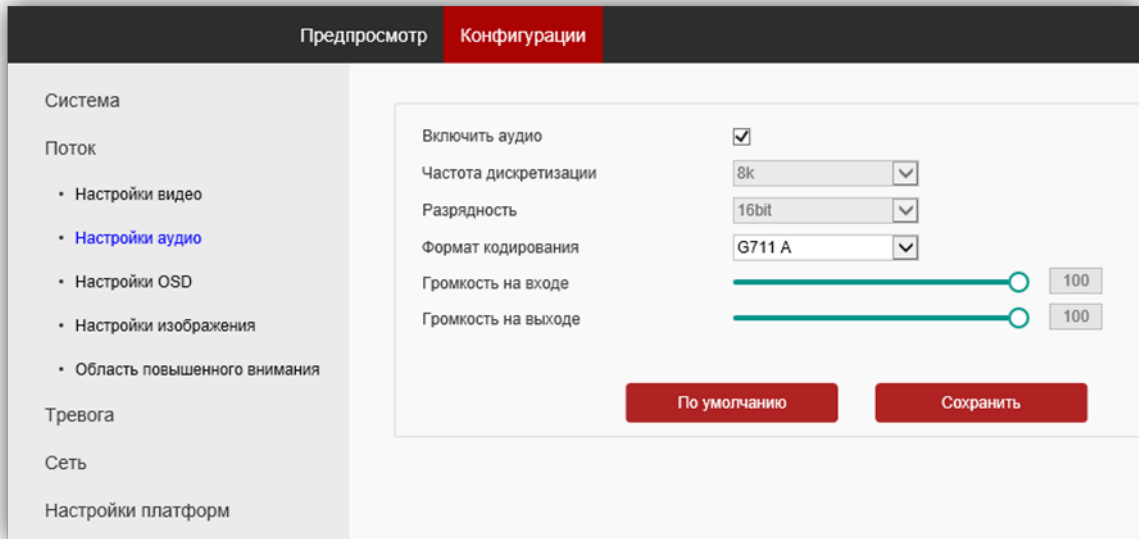 Предпросмотр Конфигурации
Система
Поток
• Настройки видео
• Настройки аудио
• Настройки OSD
• Настройки изображения
• Область повышенного внимания
Тревога
Сеть
Настройки платформ
Включить аудио
Частота дискретизации 8k
Разрядность 16bit
Формат кодирования G711 A
Громкость на входе 100
Громкость на выходе 100
По умолчанию Сохранить